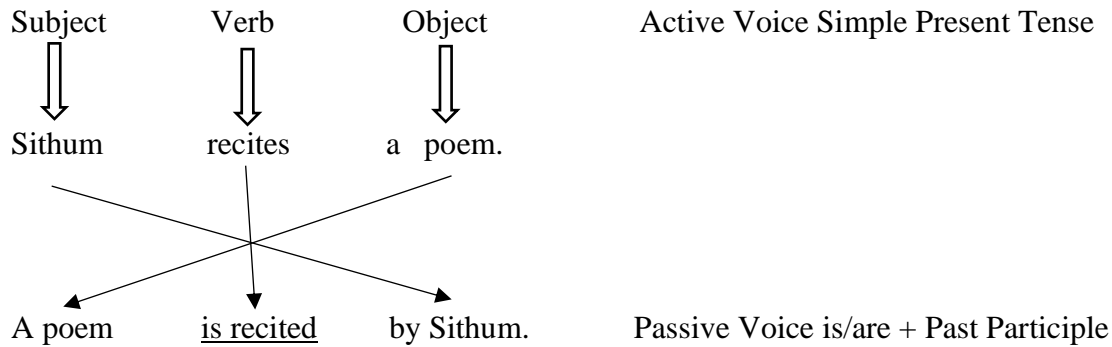 Subject Verb Object Active Voice Simple Present Tense
Sithum recites a poem.
A poem is recited by Sithum. Passive Voice is/are + Past Participle